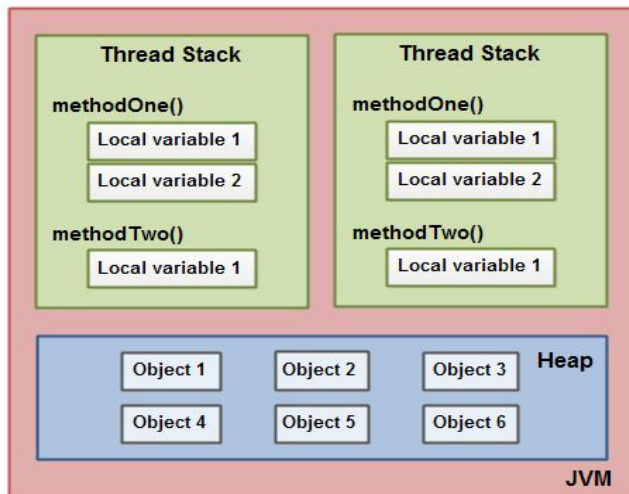 Thread Stack
methodOne()
Local variable 1
Local variable 2
methodTwo()
Local variable 1
Thread Stack
methodOne()
Local variable 1
Local variable 2
methodTwo()
Local variable 1
Heap
Object 1
Object 2
Object 3
Object 4
Object 5
Object 6
JVM